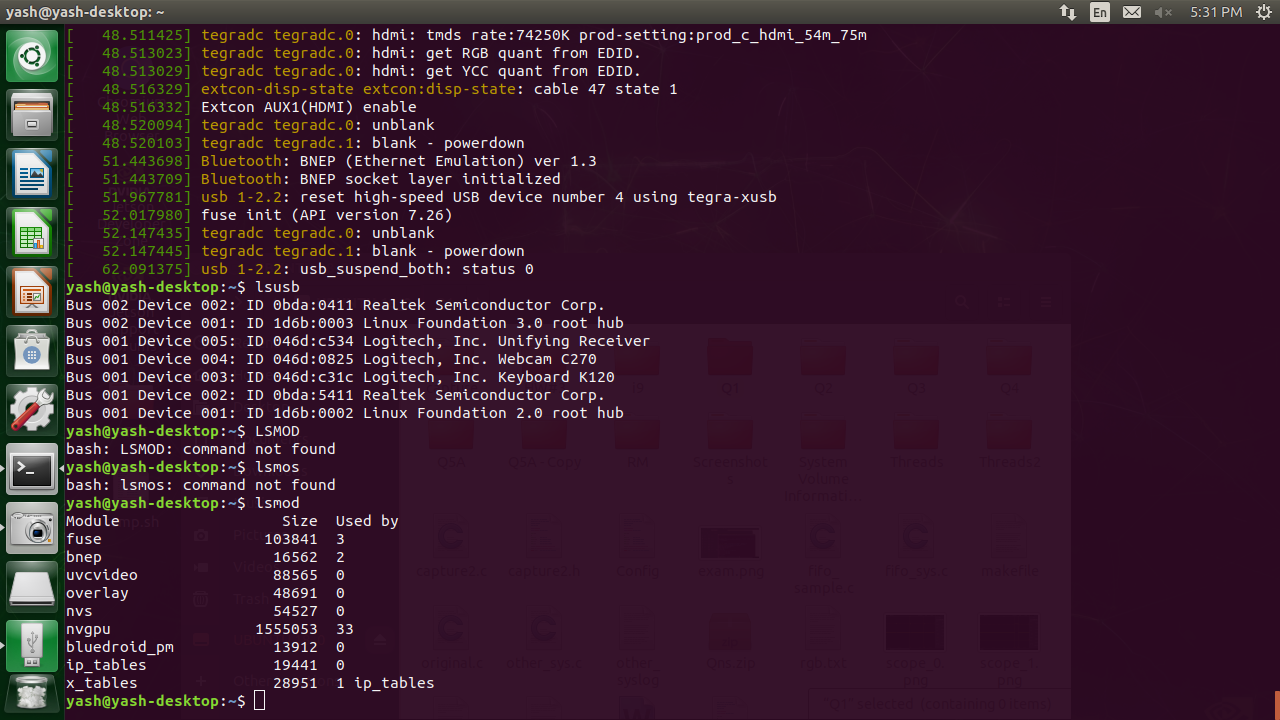 yash@yash-desktop: ~
En
5:31 PM
[   48.511425] tegradc tegradc.0: hdmi: tmds rate:74250K prod-setting:prod_c_hdmi_54m_75m
[   48.513023] tegradc tegradc.0: hdmi: get RGB quant from EDID.
[   48.513029] tegradc tegradc.0: hdmi: get YCC quant from EDID.
[   48.516329] extcon-disp-state extcon:disp-state: cable 47 state 1
[   48.516332] Extcon AUX1(HDMI) enable
[   48.520094] tegradc tegradc.0: unblank
[   48.520103] tegradc tegradc.1: blank - powerdown
[   51.443698] Bluetooth: BNEP (Ethernet Emulation) ver 1.3
[   51.443709] Bluetooth: BNEP socket layer initialized
[   51.967781] usb 1-2.2: reset high-speed USB device number 4 using tegra-xusb
[   52.017980] fuse init (API version 7.26)
[   52.147435] tegradc tegradc.0: unblank
[   52.147445] tegradc tegradc.1: blank - powerdown
[   62.091375] usb 1-2.2: usb_suspend_both: status 0
yash@yash-desktop:~$ lsusb
Bus 002 Device 002: ID 0bda:0411 Realtek Semiconductor Corp.
Bus 002 Device 001: ID 1d6b:0003 Linux Foundation 3.0 root hub
Bus 001 Device 005: ID 046d:c534 Logitech, Inc. Unifying Receiver
Bus 001 Device 004: ID 046d:0825 Logitech, Inc. Webcam C270
Bus 001 Device 003: ID 046d:c31c Logitech, Inc. Keyboard K120
Bus 001 Device 002: ID 0bda:5411 Realtek Semiconductor Corp.
Bus 001 Device 001: ID 1d6b:0002 Linux Foundation 2.0 root hub
yash@yash-desktop:~$ LSMOD
bash: LSMOD: command not found
yash@yash-desktop:~$ lsmos
bash: lsmos: command not found
yash@yash-desktop:~$ lsmod
Module                  Size  Used by
fuse                  103841  3
bnep                   16562  2
uvcvideo               88565  0
overlay                48691  0
nvs                    54527  0
nvgpu                1555053  33
bluedroid_pm           13912  0
ip_tables              19441  0
x_tables               28951  1 ip_tables
yash@yash-desktop:~$